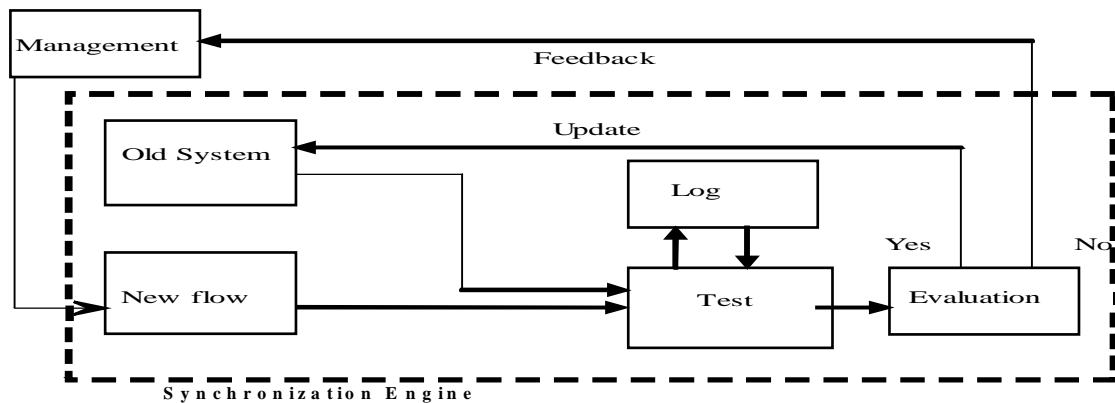 Management
Feedback
Update
Old System
Log
Yes
No
New flow
Test
Evaluation
Synchronization Engine